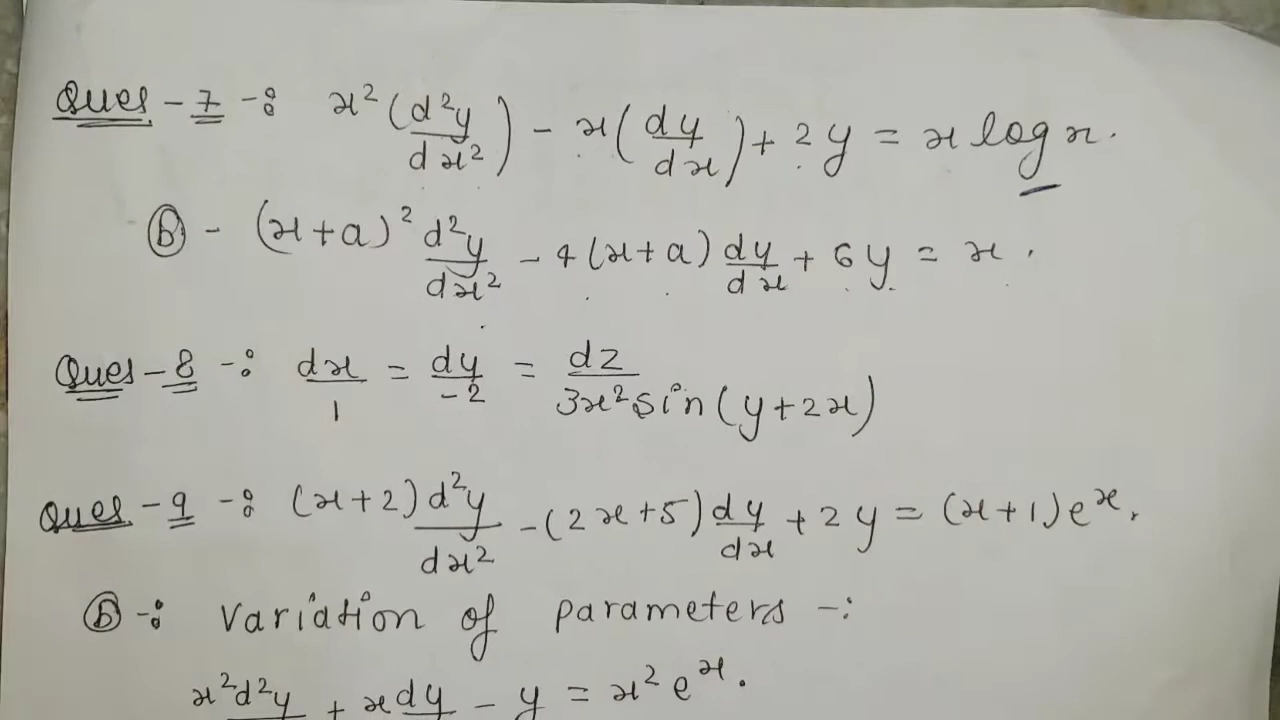 Ques-7-: x²(d²y/dx²) - x(dy/dx) + 2y = x log x.
ⓑ - (x+a)² d²y/dx² - 4(x+a) dy/dx + 6y = x.
Ques-8-: dx/1 = dy/-2 = dz/3x² sin(y+2x)
Ques-9-: (x+2) d²y/dx² - (2x+5) dy/dx + 2y = (x+1)eˣ.
ⓑ-: Variation of parameters -:
x²d²y + xdy - y = x²eˣ.